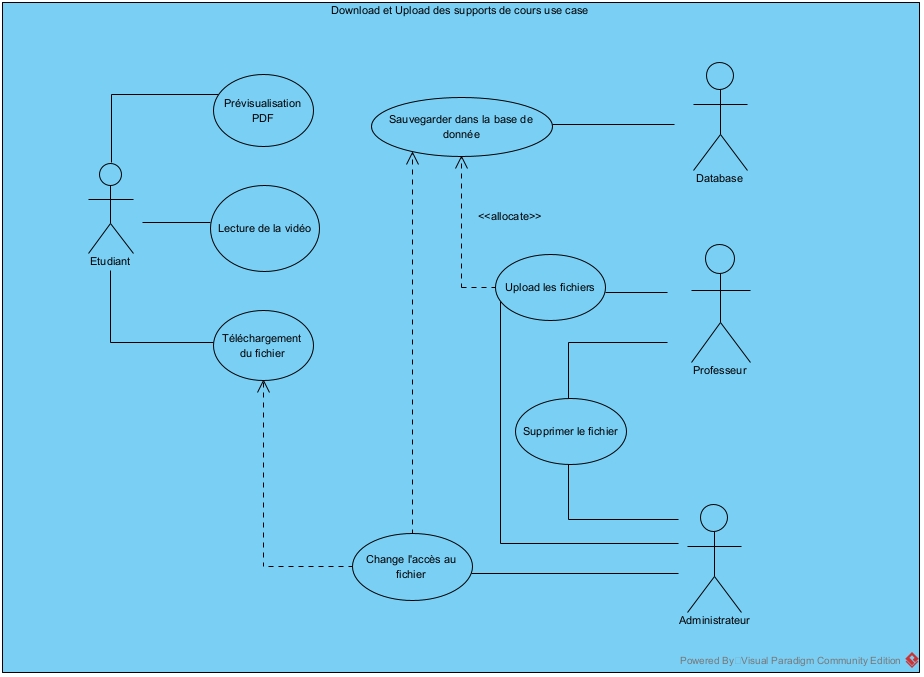 Download et Upload des supports de cours use case
Prévisualisation
PDF
Sauvegarder dans la base de
donnée
Database
<<allocate>>
Lecture de la vidéo
Etudiant
Upload les fichiers
Professeur
Téléchargement
du fichier
Supprimer le fichier
Change l'accès au
fichier
Administrateur
Powered By Visual Paradigm Community Edition